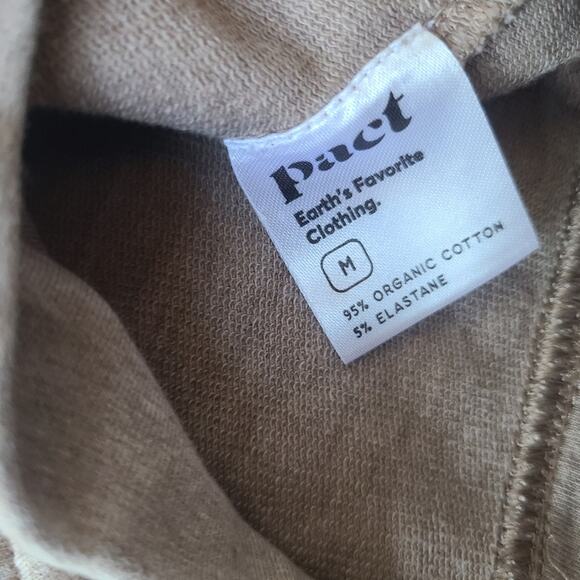 pact
Earth's Favorite
Clothing.
M
95% ORGANIC COTTON
5% ELASTANE